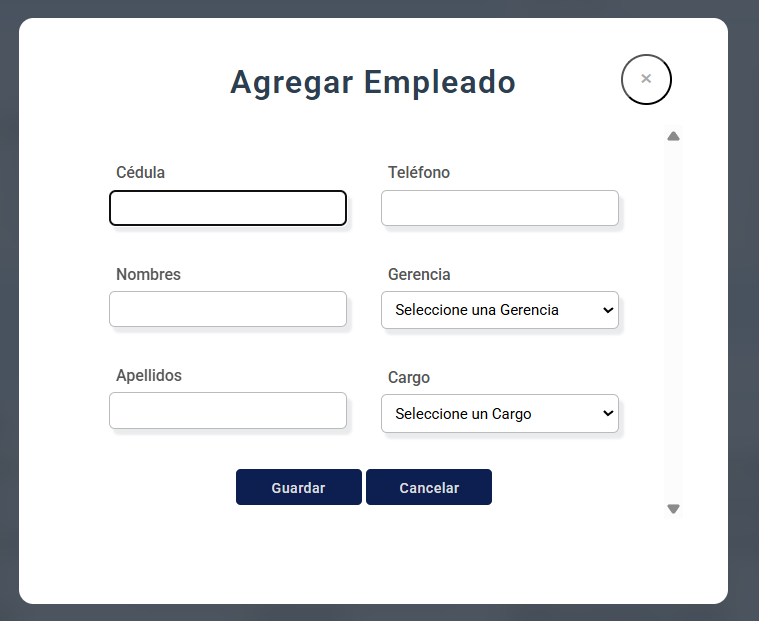 Agregar Empleado
×
Cédula
Teléfono
Nombres
Gerencia
Seleccione una Gerencia
Apellidos
Cargo
Seleccione un Cargo
Guardar
Cancelar